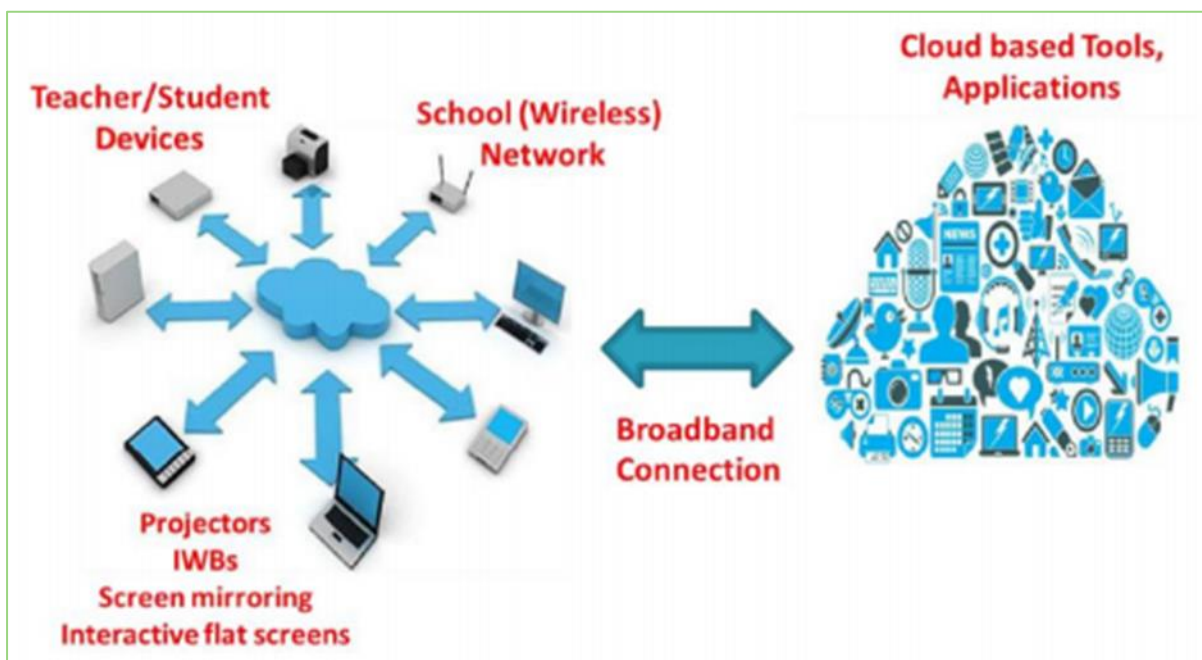 Teacher/Student
Devices
School (Wireless)
Network
Cloud based Tools,
Applications
NEWS
Broadband
Connection
Projectors
IWBs
Screen mirroring
Interactive flat screens